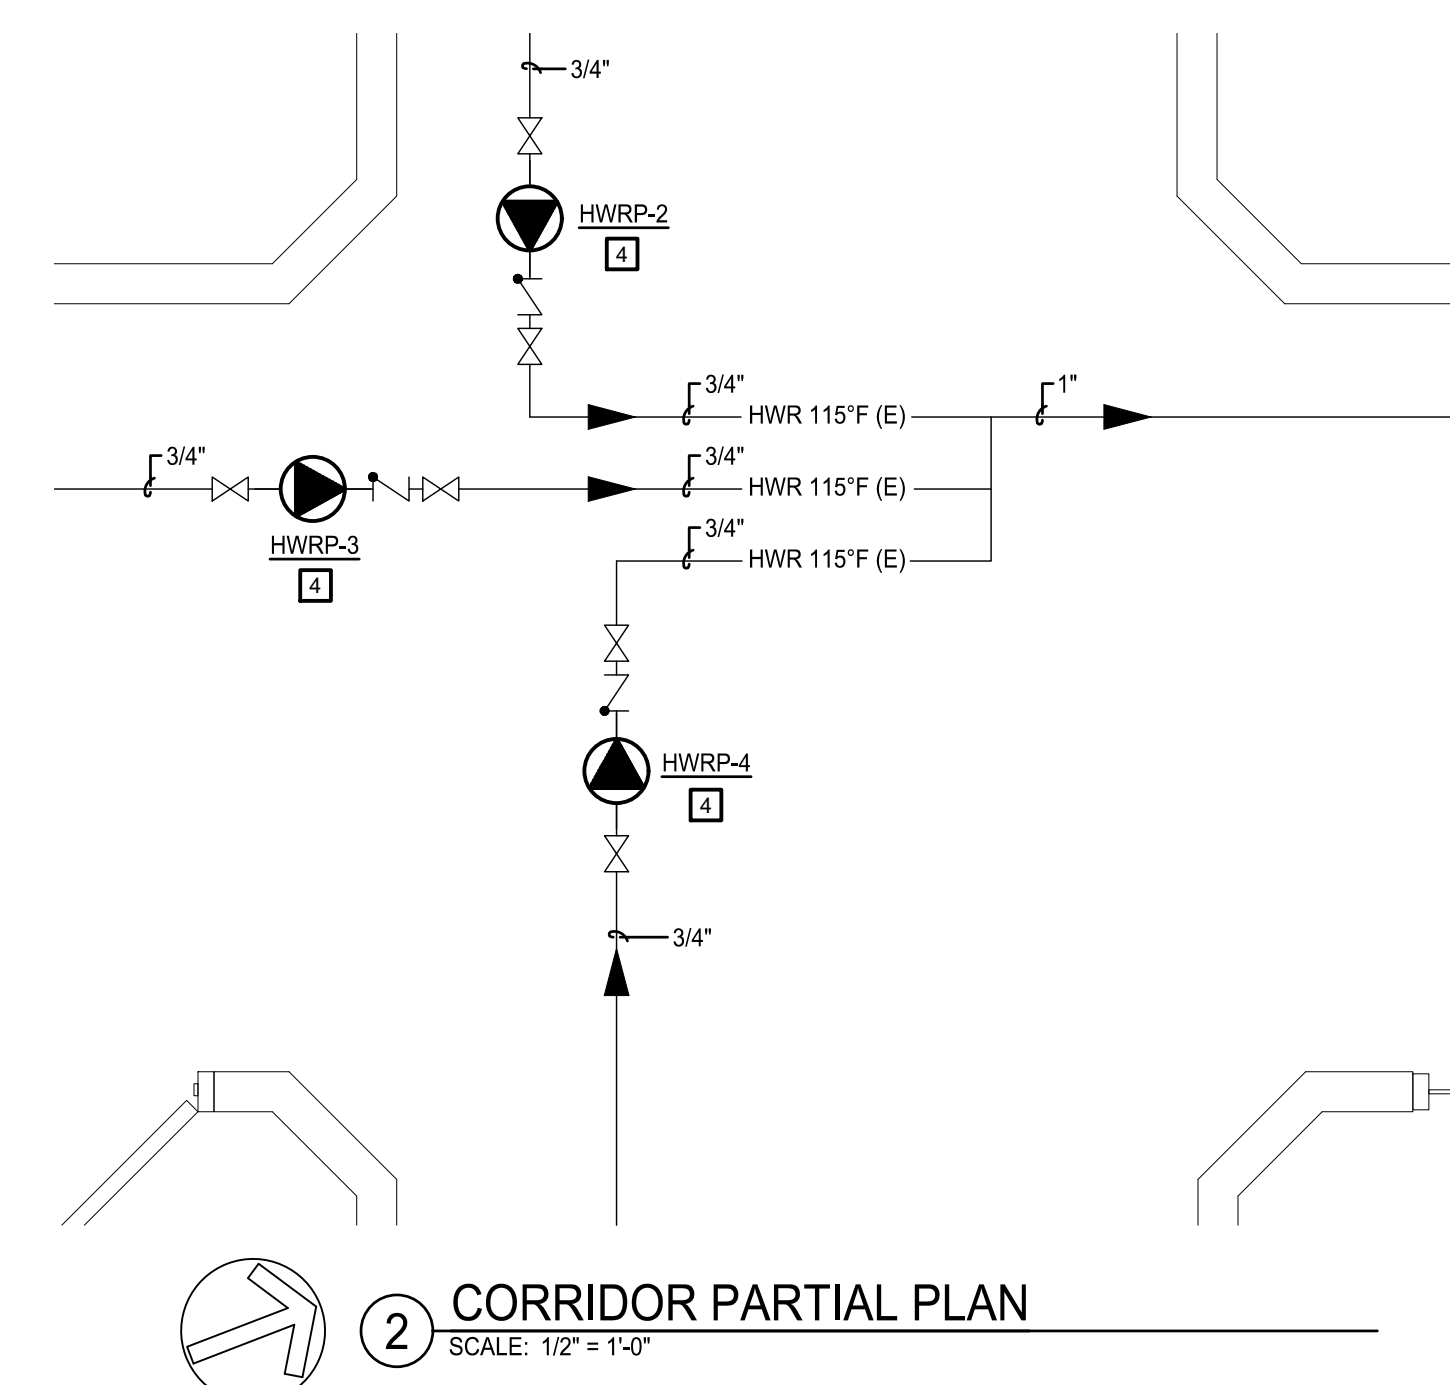 3/4"
HWRP-2
4
3/4"
HWR 115°F (E)
1"
3/4"
3/4"
HWR 115°F (E)
HWRP-3
4
3/4"
HWR 115°F (E)
HWRP-4
4
3/4"
2
CORRIDOR PARTIAL PLAN
SCALE: 1/2" = 1'-0"